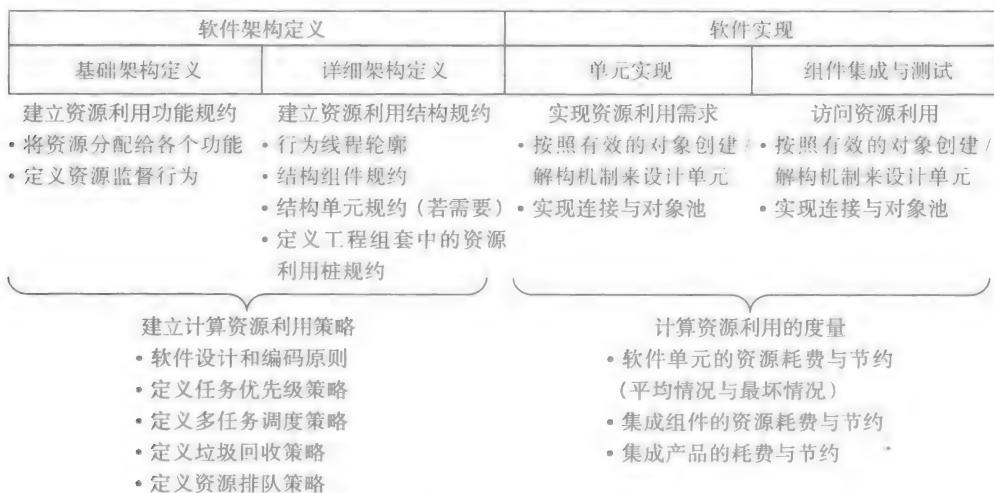 软件架构定义
软件实现
基础架构定义
详细架构定义
单元实现
组件集成与测试
建立资源利用功能规约
• 将资源分配给各个功能
• 定义资源监督行为
建立资源利用结构规约
• 行为线程轮廓
• 结构组件规约
• 结构单元规约（若需要）
• 定义工程组套中的资源
利用桩规约
实现资源利用需求
• 按照有效的对象创建/
解构机制来设计单元
• 实现连接与对象池
访问资源利用
• 按照有效的对象创建/
解构机制来设计单元
• 实现连接与对象池
建立计算资源利用策略
• 软件设计和编码原则
• 定义任务优先级策略
• 定义多任务调度策略
• 定义垃圾回收策略
• 定义资源排队策略
计算资源利用的度量
• 软件单元的资源耗费与节约
（平均情况与最坏情况）
• 集成组件的资源耗费与节约
• 集成产品的耗费与节约